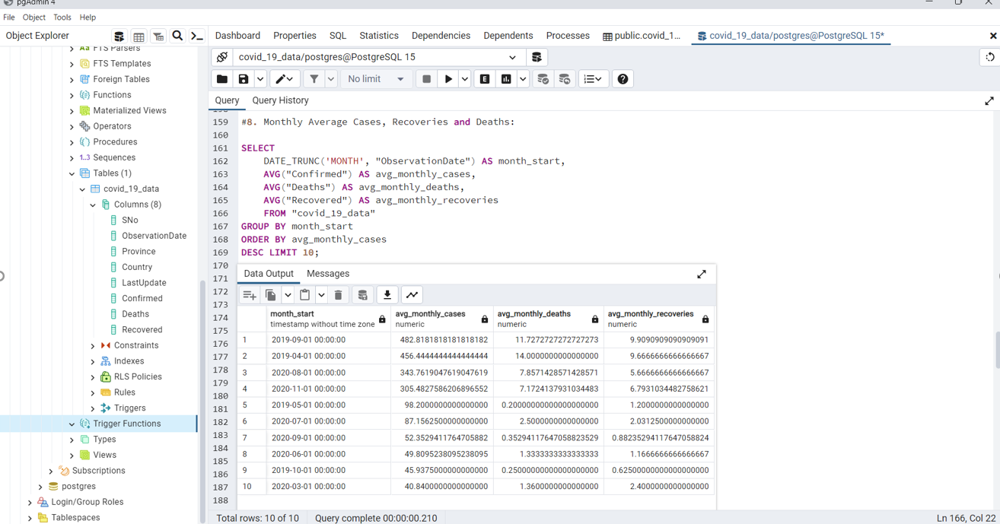 pgAdmin 4
File Object Tools Help
Object Explorer
Dashboard Properties SQL Statistics Dependencies Dependents Processes public.covid_1... covid_19_data/postgres@PostgreSQL 15*
FTS Parsers
FTS Templates
Foreign Tables
Functions
Materialized Views
Operators
Procedures
1..3 Sequences
Tables (1)
covid_19_data
Columns (8)
SNo
ObservationDate
Province
Country
LastUpdate
Confirmed
Deaths
Recovered
Constraints
Indexes
RLS Policies
Rules
Triggers
Trigger Functions
Types
Views
Subscriptions
postgres
Login/Group Roles
Tablespaces
covid_19_data/postgres@PostgreSQL 15
No limit
E
Query Query History
158
159 #8. Monthly Average Cases, Recoveries and Deaths:
160
161 SELECT
162 DATE_TRUNC('MONTH', "ObservationDate") AS month_start,
163 AVG("Confirmed") AS avg_monthly_cases,
164 AVG("Deaths") AS avg_monthly_deaths,
165 AVG("Recovered") AS avg_monthly_recoveries
166 FROM "covid_19_data"
167 GROUP BY month_start
168 ORDER BY avg_monthly_cases
169 DESC LIMIT 10;
170
171
172
173
174
175
176
177
178
179
180
181
182
183
184
185
186
187
188
Data Output Messages
month_start avg_monthly_cases avg_monthly_deaths avg_monthly_recoveries
timestamp without time zone numeric numeric numeric
1 2019-09-01 00:00:00 482.8181818181818182 11.7272727272727273 9.9090909090909091
2 2019-04-01 00:00:00 456.4444444444444444 14.0000000000000000 9.6666666666666667
3 2020-08-01 00:00:00 343.7619047619047619 7.8571428571428571 5.6666666666666667
4 2020-11-01 00:00:00 305.4827586206896552 7.1724137931034483 6.7931034482758621
5 2019-05-01 00:00:00 98.2000000000000000 0.20000000000000000000 1.2000000000000000
6 2020-07-01 00:00:00 87.1562500000000000 2.5000000000000000 2.0312500000000000
7 2020-09-01 00:00:00 52.3529411764705882 0.35294117647058823529 0.88235294117647058824
8 2020-06-01 00:00:00 49.8095238095238095 1.3333333333333333 1.1666666666666667
9 2019-10-01 00:00:00 45.9375000000000000 0.25000000000000000000 0.62500000000000000000
10 2020-03-01 00:00:00 40.8400000000000000 1.3600000000000000 2.4000000000000000
Total rows: 10 of 10 Query complete 00:00:00.210 Ln 166, Col 22